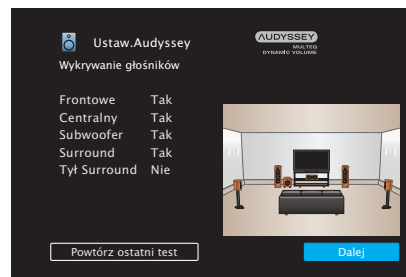 Ustaw.Audyssey
AUDYSSEY
MULTEQ
DYNAMIC VOLUME
Wykrywanie głośników
Frontowe Tak
Centralny Tak
Subwoofer Tak
Surround Tak
Tył Surround Nie
Powtórz ostatni test
Dalej